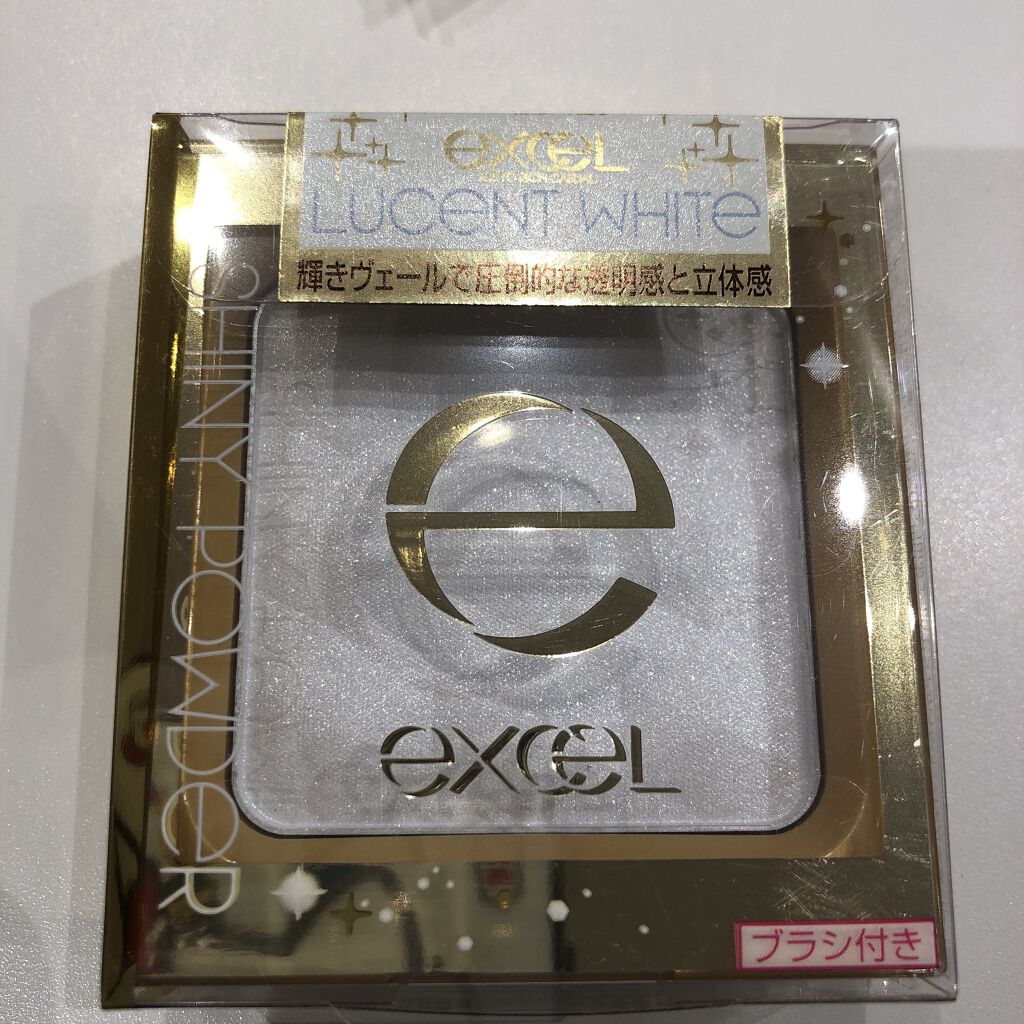 excel
LUCENT WHITE
輝きヴェールで圧倒的な透明感と立体感
SHINY POWDER
e
excel
ブラシ付き